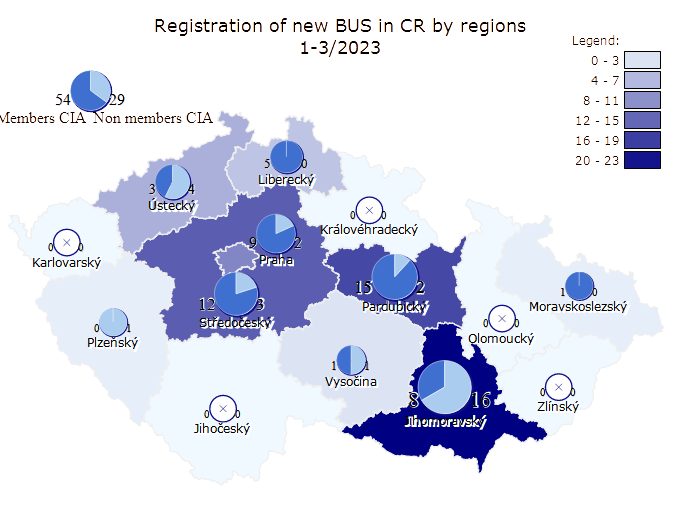 Registration of new BUS in CR by regions
1-3/2023
Legend:
0 - 3
4 - 7
8 - 11
12 - 15
16 - 19
20 - 23
54 29
Members CIA Non members CIA
5 0
Liberecký
3 4
Ústecký
0 0
Královéhradecký
0 0
Karlovarský
9 2
Praha
15 2
Pardubický
12 3
Středočeský
1 0
Moravskoslezský
0 1
Plzeňský
0 0
Olomoucký
1 1
Vysočina
8 16
Jihomoravský
0 0
Zlínský
0 0
Jihočeský